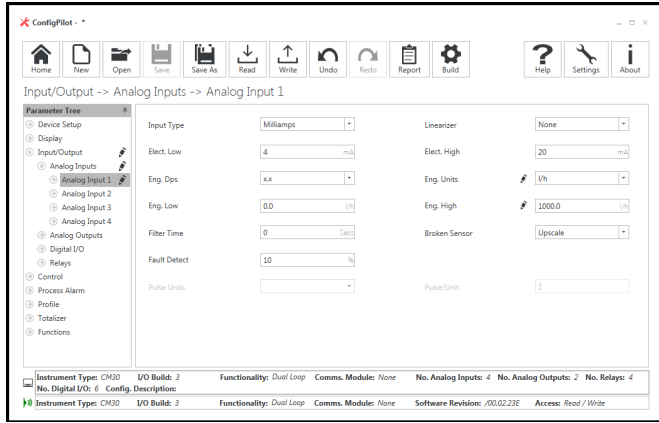 ConfigPilot - *
Home New Open Save Save As Read Write Undo Redo Report Build Help Settings About
Input/Output -> Analog Inputs -> Analog Input 1
Parameter Tree
Device Setup
Display
Input/Output
Analog Inputs
Analog Input 1
Analog Input 2
Analog Input 3
Analog Input 4
Analog Outputs
Digital I/O
Relays
Control
Process Alarm
Profile
Totalizer
Functions
Input Type Milliamps Linearizer None
Elect. Low 4 mA Elect. High 20 mA
Eng. Dps x.x Eng. Units l/h
Eng. Low 0.0 l/h Eng. High 1000.0 l/h
Filter Time 0 Secs Broken Sensor Upscale
Fault Detect 10 %
Pulse Units Pulse/Unit 1
Instrument Type: CM30 I/O Build: 3 Functionality: Dual Loop Comms. Module: None No. Analog Inputs: 4 No. Analog Outputs: 2 No. Relays: 4
No. Digital I/O: 6 Config. Description:
Instrument Type: CM30 I/O Build: 3 Functionality: Dual Loop Comms. Module: None Software Revision: /00.02.23E Access: Read / Write